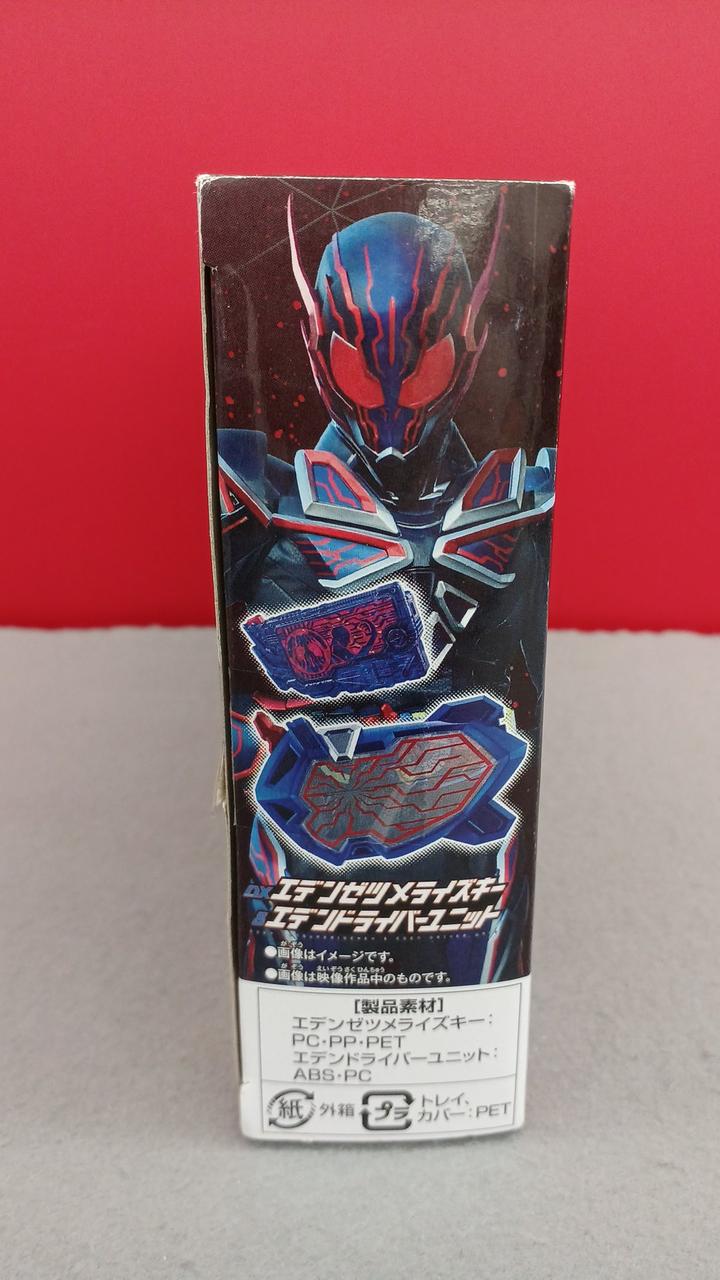 DXエデンゼツメライズキー
&エデンドライバーユニット
●画像はイメージです。
●画像は映像作品中のものです。
[製品素材]
エデンゼツメライズキー:
PC・PP・PET
エデンドライバーユニット:
ABS・PC
紙 外箱 プラ トレイ、
カバー:PET